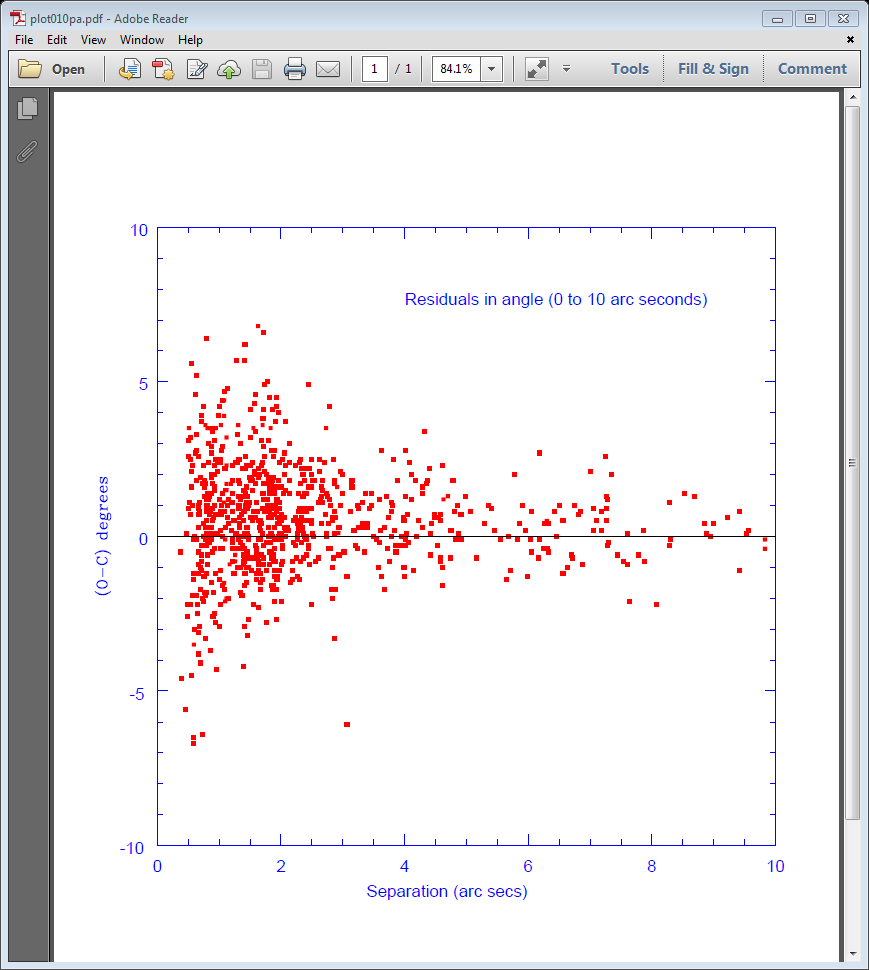 plot010pa.pdf - Adobe Reader
File Edit View Window Help
Open 1 / 1 84.1% Tools Fill & Sign Comment
10
Residuals in angle (0 to 10 arc seconds)
5
0
(O−C) degrees
-5
-10
0 2 4 6 8 10
Separation (arc secs)